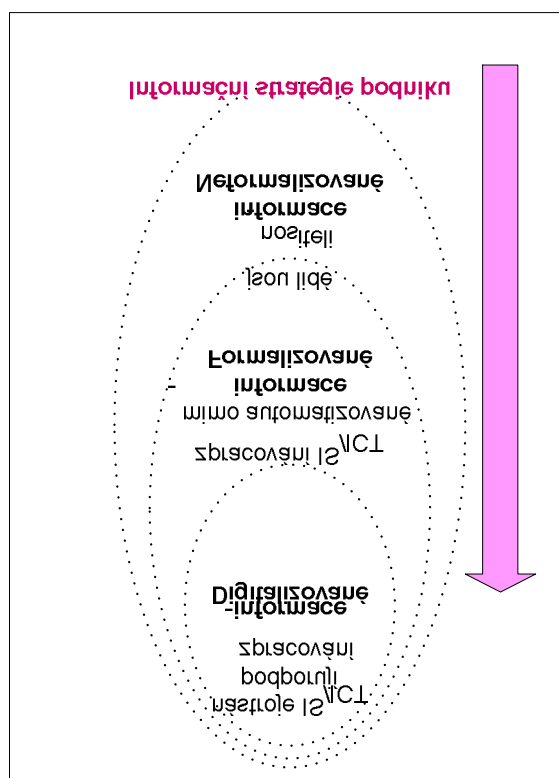 Informační strategie podniku
Neformalizované
informace
nositeli
jsou lidé
Formalizované
- informace
mimo automatizované
zpracování IS/ICT
Digitalizované
-informace
zpracování
podporují
nástroje IS/ICT